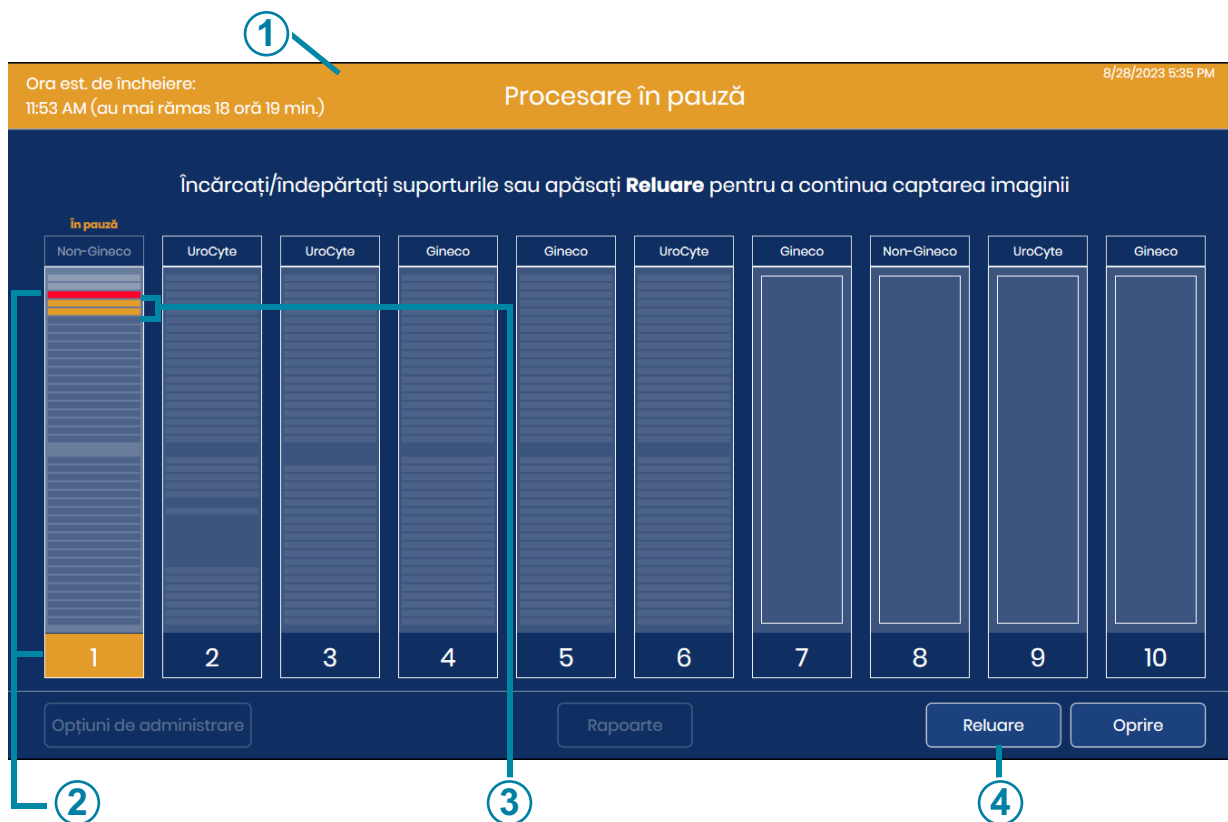 1
Ora est. de încheiere:
11:53 AM (au mai rămas 18 oră 19 min.)
Procesare în pauză
8/28/2023 5:35 PM
Încărcați/îndepărtați suporturile sau apăsați Reluare pentru a continua captarea imaginii
În pauză
Non-Gineco UroCyte UroCyte Gineco Gineco UroCyte Gineco Non-Gineco UroCyte Gineco
1 2 3 4 5 6 7 8 9 10
Opțiuni de administrare Rapoarte Reluare Oprire
2 3 4